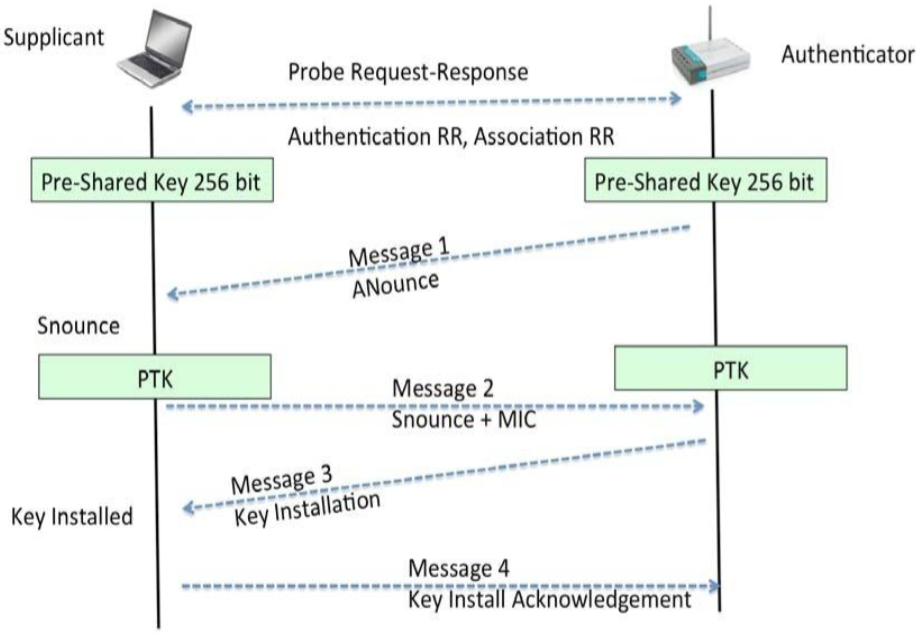 Supplicant
Authenticator
Probe Request-Response
Authentication RR, Association RR
Pre-Shared Key 256 bit
Pre-Shared Key 256 bit
Message 1
ANounce
Snounce
PTK
PTK
Message 2
Snounce + MIC
Message 3
Key Installation
Key Installed
Message 4
Key Install Acknowledgement